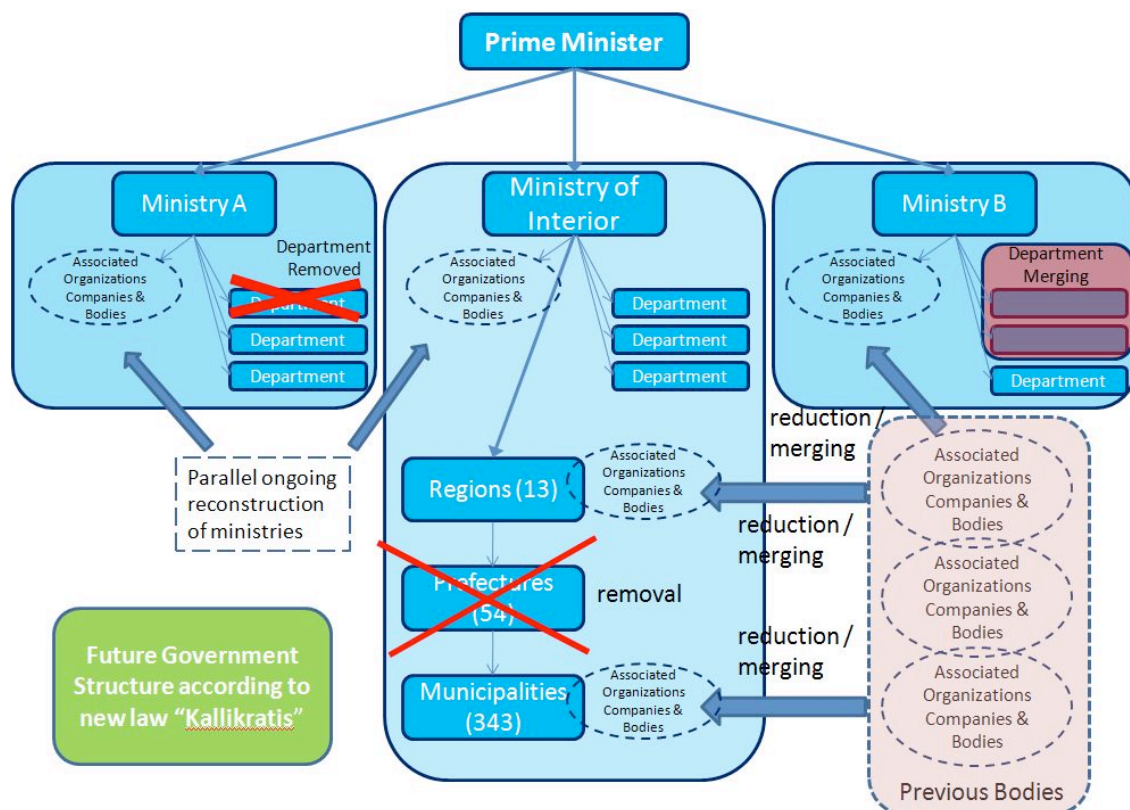 Prime Minister
Ministry A
Department
Removed
Associated
Organizations
Companies &
Bodies
Department
Department
Department
Ministry of
Interior
Associated
Organizations
Companies &
Bodies
Department
Department
Department
Ministry B
Department
Merging
Associated
Organizations
Companies &
Bodies
Department
Parallel ongoing
reconstruction
of ministries
Regions (13)
Associated
Organizations
Companies &
Bodies
reduction /
merging
reduction /
merging
Prefectures
(54)
removal
Municipalities
(343)
Associated
Organizations
Companies &
Bodies
reduction /
merging
Associated
Organizations
Companies &
Bodies
Associated
Organizations
Companies &
Bodies
Associated
Organizations
Companies &
Bodies
Previous Bodies
Future Government
Structure according to
new law “Kallikratis”